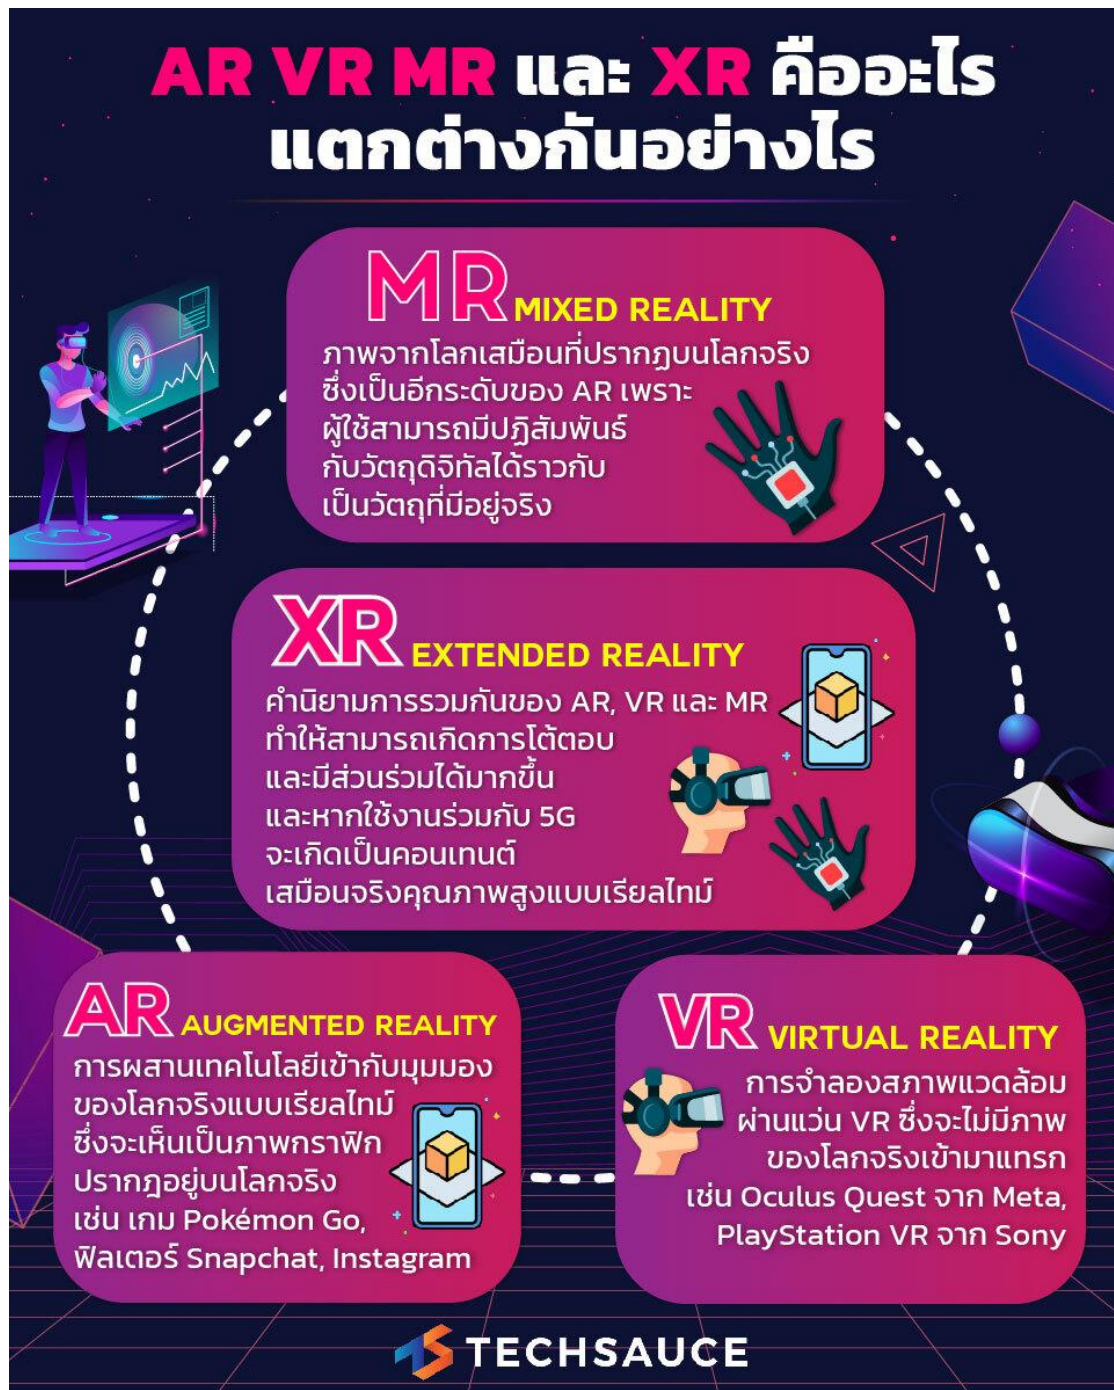 AR VR MR และ XR คืออะไร
แตกต่างกันอย่างไร
MR MIXED REALITY
ภาพจากโลกเสมือนที่ปรากฏบนโลกจริง
ซึ่งเป็นอีกระดับของ AR เพราะ
ผู้ใช้สามารถมีปฏิสัมพันธ์
กับวัตถุดิจิทัลได้ราวกับ
เป็นวัตถุที่มีอยู่จริง
XR EXTENDED REALITY
คำนิยามการรวมกันของ AR, VR และ MR
ทำให้สามารถเกิดการโต้ตอบ
และมีส่วนร่วมได้มากขึ้น
และหากใช้งานร่วมกับ 5G
จะเกิดเป็นคอนเทนต์
เสมือนจริงคุณภาพสูงแบบเรียลไทม์
AR AUGMENTED REALITY
การผสานเทคโนโลยีเข้ากับมุมมอง
ของโลกจริงแบบเรียลไทม์
ซึ่งจะเห็นเป็นภาพกราฟิก
ปรากฎอยู่บนโลกจริง
เช่น เกม Pokémon Go,
ฟิลเตอร์ Snapchat, Instagram
VR VIRTUAL REALITY
การจำลองสภาพแวดล้อม
ผ่านแว่น VR ซึ่งจะไม่มีภาพ
ของโลกจริงเข้ามาแทรก
เช่น Oculus Quest จาก Meta,
PlayStation VR จาก Sony
TECHSAUCE